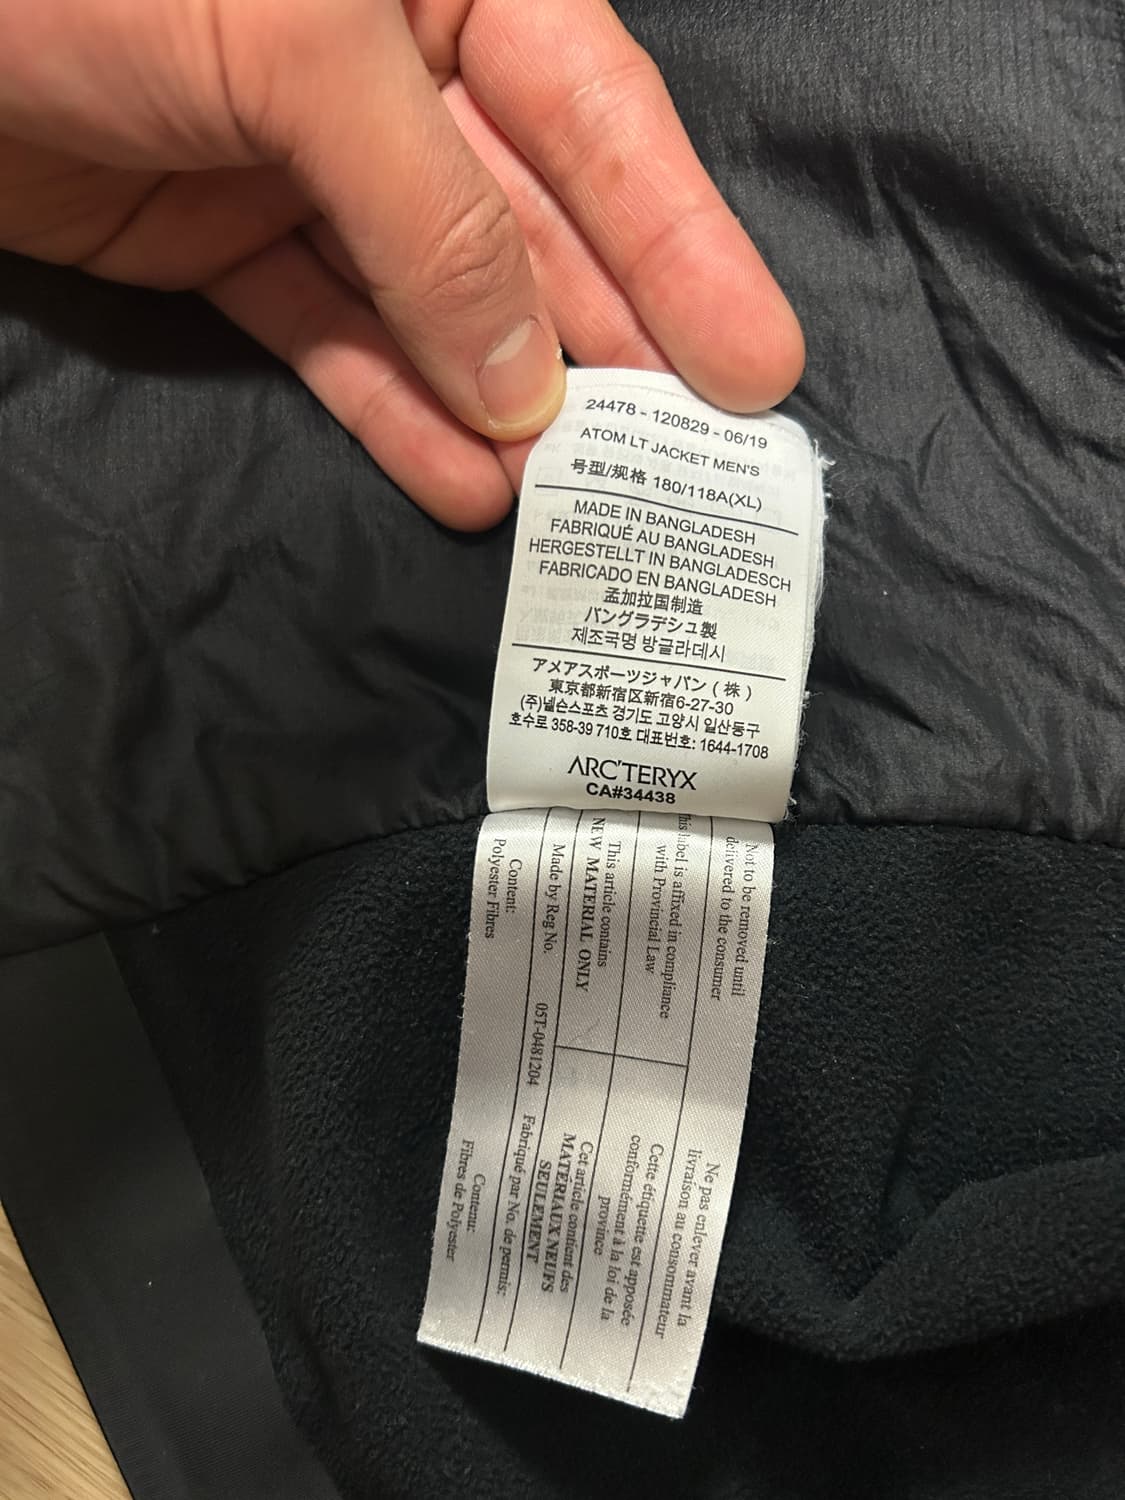 24478 - 120829 - 06/19
ATOM LT JACKET MEN'S
号型/规格 180/118A(XL)
MADE IN BANGLADESH
FABRIQUÉ AU BANGLADESH
HERGESTELLT IN BANGLADESCH
FABRICADO EN BANGLADESH
孟加拉国制造
バングラデシュ製
제조국명 방글라데시
アメアスポーツジャパン（株）
東京都新宿区新宿6-27-30
(주)넬슨스포츠 경기도 고양시 일산동구
호수로 358-39 710호 대표번호: 1644-1708
ARC'TERYX
CA#34438
Not to be removed until
delivered to the consumer
Ne pas enlever avant la
livraison au consommateur
his label is affixed in compliance
with Provincial Law
Cette étiquette est apposée
conformément à la loi de la
province
This article contains
NEW MATERIAL ONLY
Cet article contient des
MATÉRIAUX NEUFS
SEULEMENT
Made by Reg No. 05T-0481204 Fabriqué par No. de permis:
Content:
Polyester Fibres
Contenu:
Fibres de Polyester